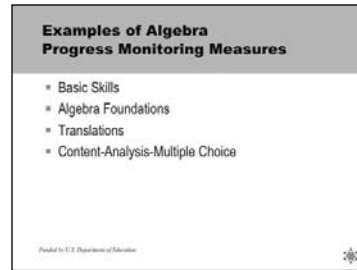 Examples of Algebra
Progress Monitoring Measures
Basic Skills
Algebra Foundations
Translations
Content-Analysis-Multiple Choice
Funded by U.S. Department of Education